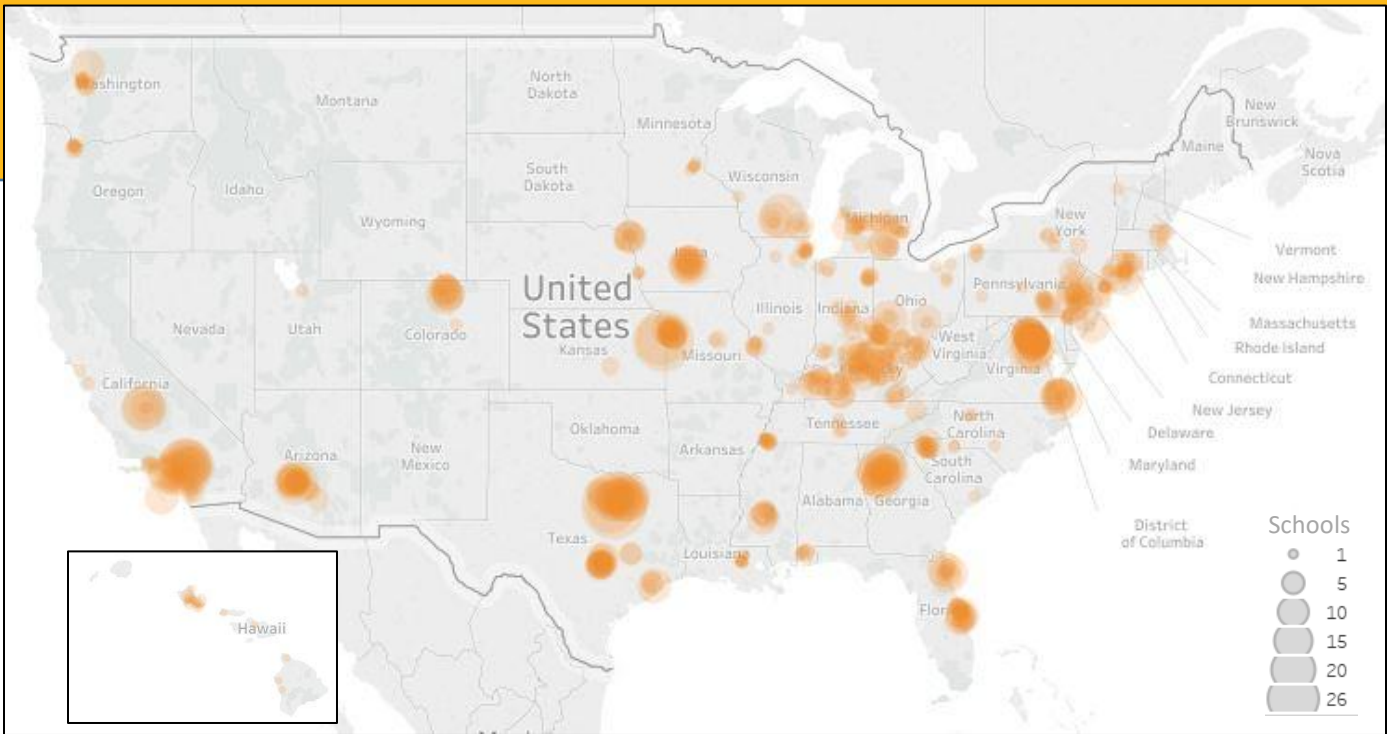 Washington
Montana
North
Dakota
Minnesota
New
Brunswick
Maine
Nova
Scotia
Oregon
Idaho
South
Dakota
Wisconsin
Michigan
Wyoming
New
York
Iowa
Vermont
New Hampshire
Massachusetts
Rhode Island
Connecticut
New Jersey
Delaware
Maryland
District
of Columbia
United
States
Nevada
Utah
Colorado
Illinois
Indiana
Ohio
Pennsylvania
Kansas
Missouri
West
Virginia
Virginia
California
Arizona
New
Mexico
Oklahoma
Arkansas
Tennessee
North
Carolina
South
Carolina
Alabama
Georgia
Texas
Louisiana
Hawaii
Schools
1
5
10
15
20
26